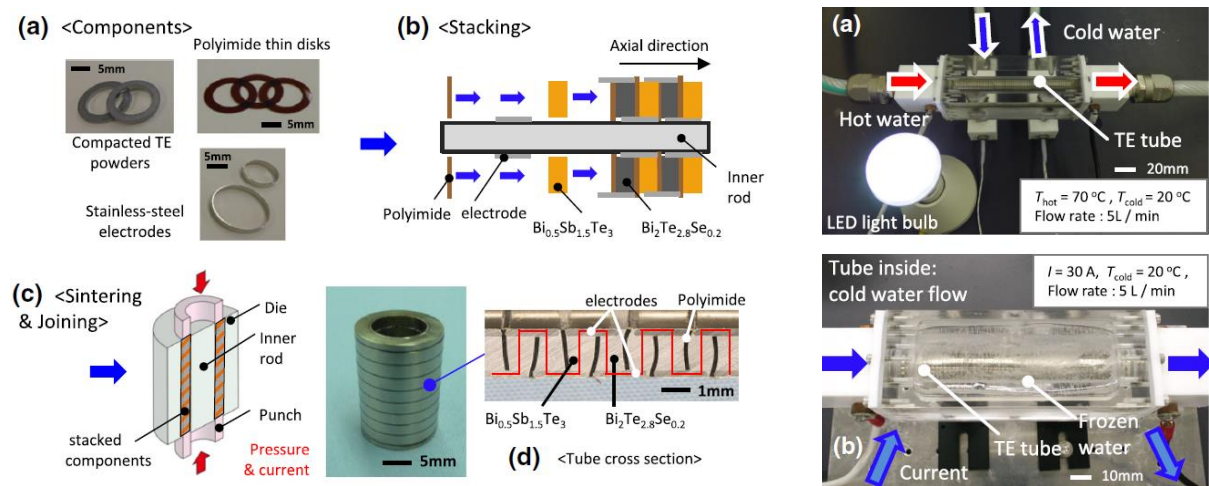 (a) <Components>
Polyimide thin disks
5mm
5mm
Compacted TE
powders
5mm
Stainless-steel
electrodes
(b) <Stacking>
Axial direction
Inner
rod
Polyimide
electrode
Bi0.5Sb1.5Te3
Bi2Te2.8Se0.2
(c) <Sintering
& Joining>
Die
Inner
rod
Punch
stacked
components
Pressure
& current
5mm
electrodes
Polyimide
1mm
Bi0.5Sb1.5Te3
Bi2Te2.8Se0.2
(d) <Tube cross section>
(a)
Cold water
Hot water
TE tube
20mm
LED light bulb
Thot = 70 oC , Tcold = 20 oC
Flow rate : 5L / min
Tube inside:
cold water flow
I = 30 A, Tcold = 20 oC ,
Flow rate : 5 L / min
Frozen
water
TE tube
(b)
Current
10mm